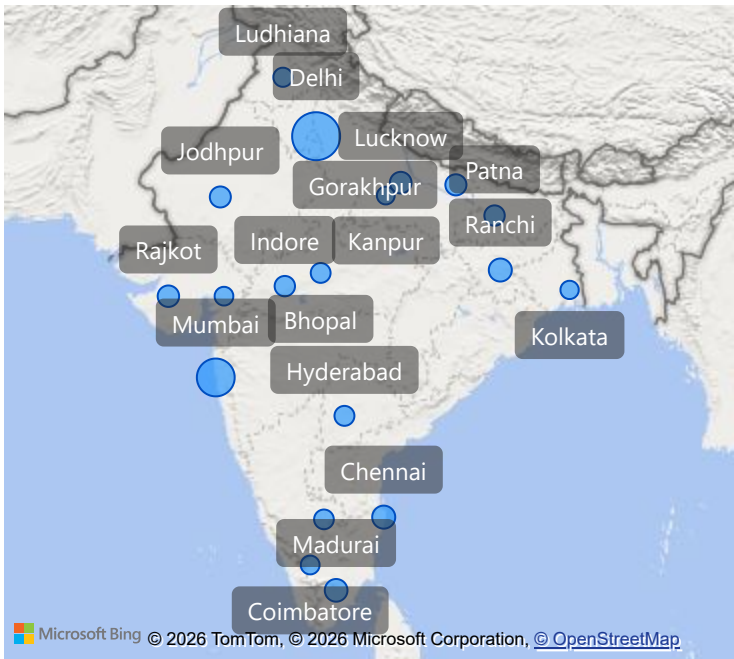 Ludhiana
Delhi
Lucknow
Jodhpur
Patna
Gorakhpur
Ranchi
Indore
Kanpur
Rajkot
Mumbai
Bhopal
Kolkata
Hyderabad
Chennai
Madurai
Coimbatore
Microsoft Bing © 2026 TomTom, © 2026 Microsoft Corporation, © OpenStreetMap